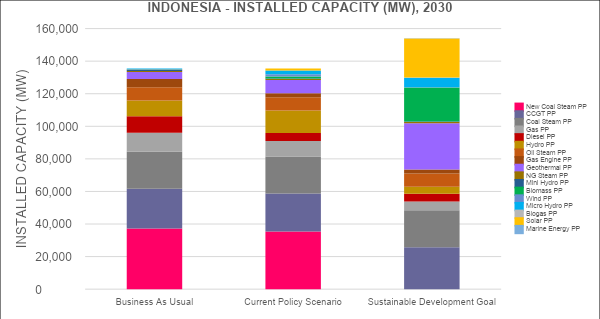 INDONESIA - INSTALLED CAPACITY (MW), 2030
INSTALLED CAPACITY (MW)
160,000
140,000
120,000
100,000
80,000
60,000
40,000
20,000
0
Business As Usual
Current Policy Scenario
Sustainable Development Goal
New Coal Steam PP
CCGT PP
Coal Steam PP
Gas PP
Diesel PP
Hydro PP
Oil Steam PP
Gas Engine PP
Geothermal PP
NG Steam PP
Mini Hydro PP
Biomass PP
Wind PP
Micro Hydro PP
Biogas PP
Solar PP
Marine Energy PP